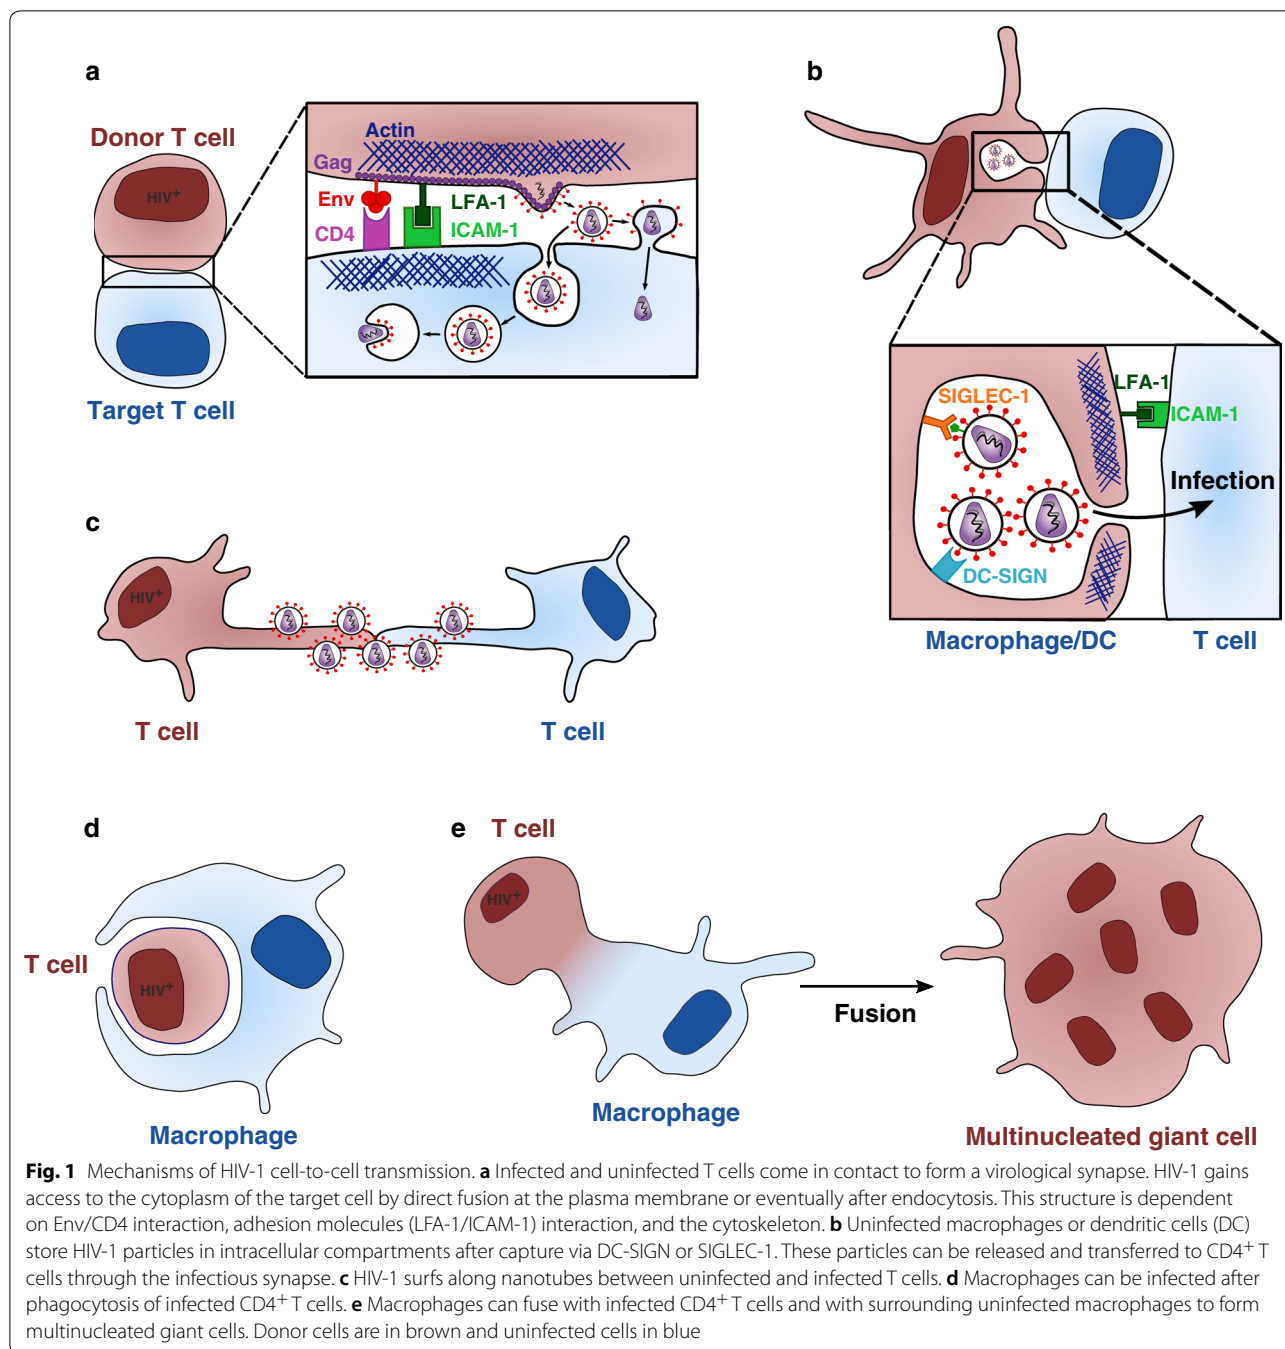 a
Donor T cell
HIV+
Target T cell
Actin
Gag
Env
LFA-1
CD4
ICAM-1
b
SIGLEC-1
LFA-1
ICAM-1
Infection
DC-SIGN
Macrophage/DC
T cell
c
HIV+
T cell
T cell
d
T cell
HIV+
Macrophage
e
T cell
HIV+
Macrophage
Fusion
Multinucleated giant cell
Fig. 1 Mechanisms of HIV-1 cell-to-cell transmission. a Infected and uninfected T cells come in contact to form a virological synapse. HIV-1 gains
access to the cytoplasm of the target cell by direct fusion at the plasma membrane or eventually after endocytosis. This structure is dependent
on Env/CD4 interaction, adhesion molecules (LFA-1/ICAM-1) interaction, and the cytoskeleton. b Uninfected macrophages or dendritic cells (DC)
store HIV-1 particles in intracellular compartments after capture via DC-SIGN or SIGLEC-1. These particles can be released and transferred to CD4+ T
cells through the infectious synapse. c HIV-1 surfs along nanotubes between uninfected and infected T cells. d Macrophages can be infected after
phagocytosis of infected CD4+ T cells. e Macrophages can fuse with infected CD4+ T cells and with surrounding uninfected macrophages to form
multinucleated giant cells. Donor cells are in brown and uninfected cells in blue